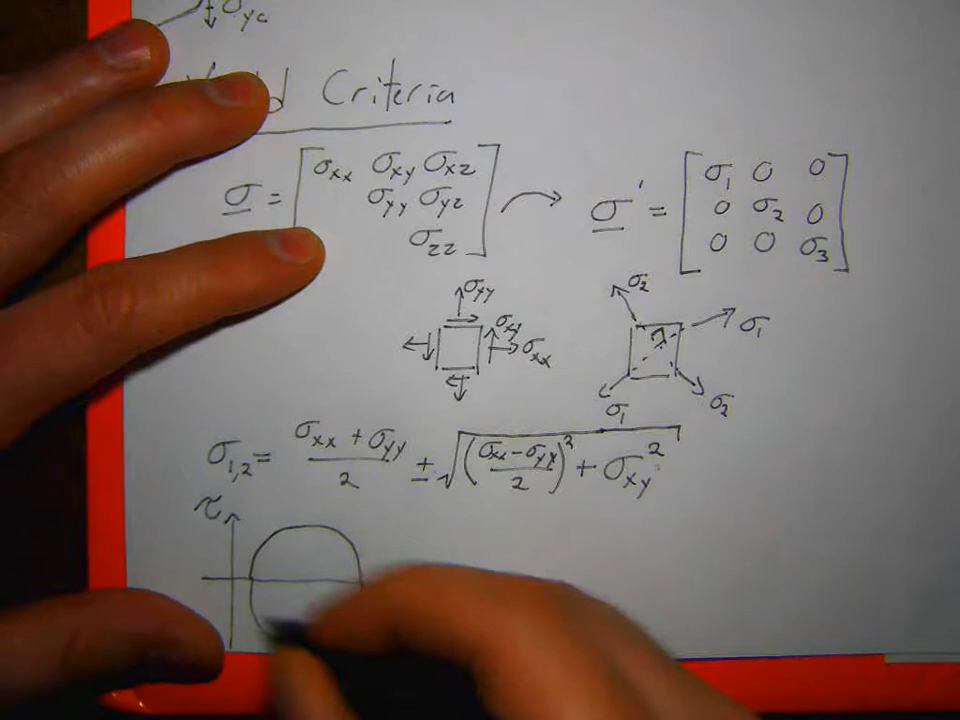 σyc
Criteria
σ = [σxx σxy σxz
σyy σyz
σzz]
σ' = [σ1 0 0
0 σ2 0
0 0 σ3]
σyy
σxy
σxx
σ2
σ1
σ1
σ2
σ1,2 = (σxx + σyy)/2 ± √(((σxx - σyy)/2)² + σxy²)
τ